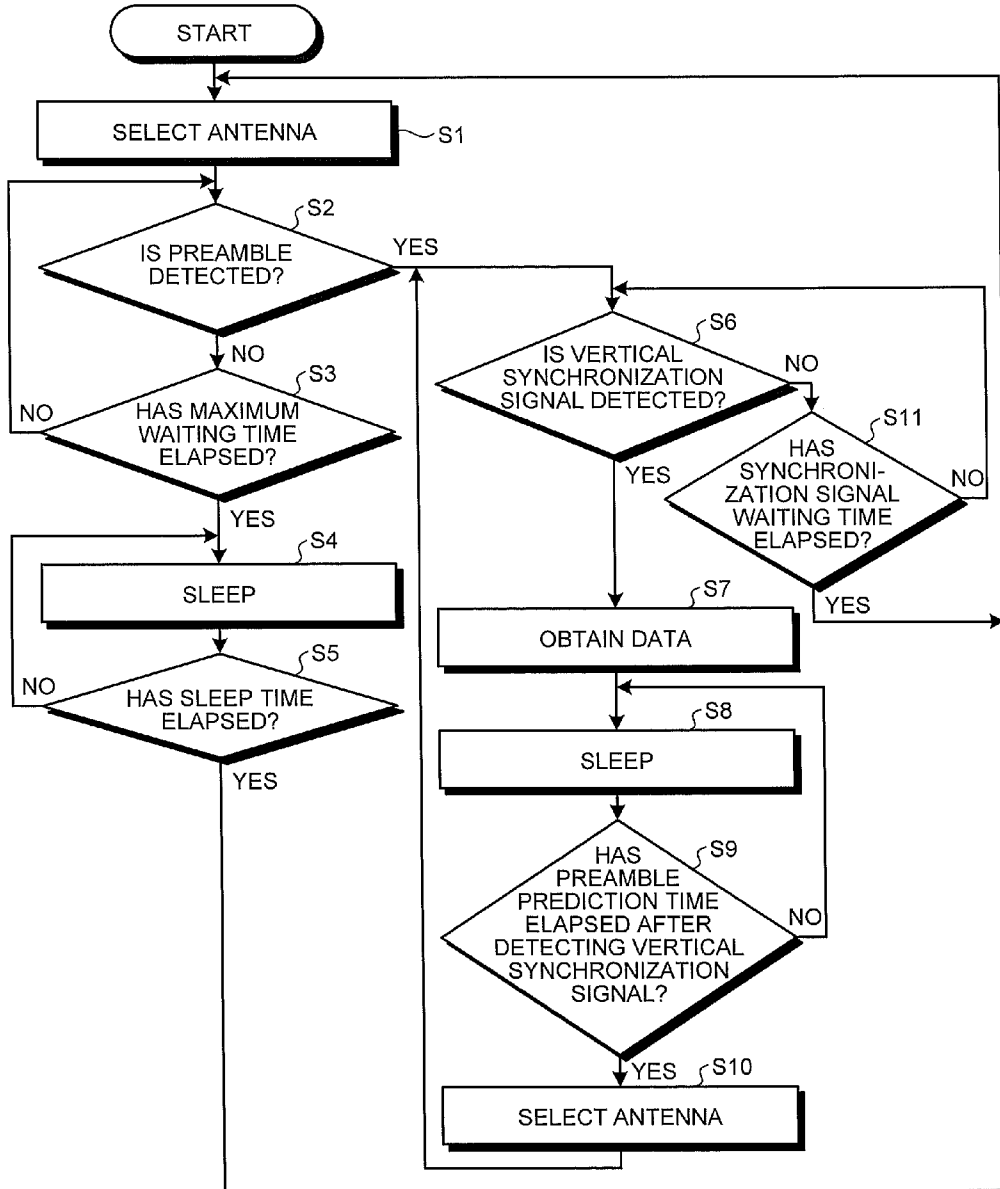 START
SELECT ANTENNA
S1
S2
IS PREAMBLE
DETECTED?
YES
NO
S3
HAS MAXIMUM
WAITING TIME
ELAPSED?
NO
YES
S4
SLEEP
S5
HAS SLEEP TIME
ELAPSED?
NO
YES
S6
IS VERTICAL
SYNCHRONIZATION
SIGNAL DETECTED?
NO
YES
S11
HAS
SYNCHRONI-
ZATION SIGNAL
WAITING TIME
ELAPSED?
NO
YES
S7
OBTAIN DATA
S8
SLEEP
S9
HAS
PREAMBLE
PREDICTION TIME
ELAPSED AFTER
DETECTING VERTICAL
SYNCHRONIZATION
SIGNAL?
NO
YES
S10
SELECT ANTENNA